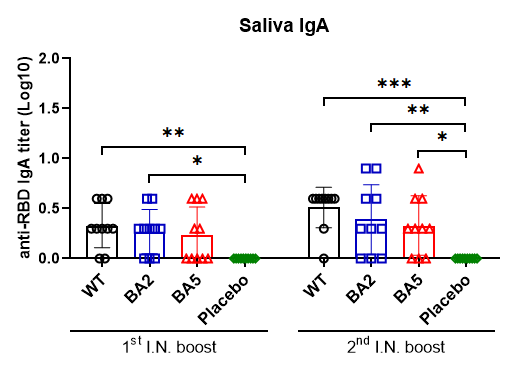 Saliva IgA
anti-RBD IgA titer (Log10)
2.0
1.5
1.0
0.5
0.0
***
**
**
*
*
WT BA2 BA5 Placebo WT BA2 BA5 Placebo
1st I.N. boost 2nd I.N. boost